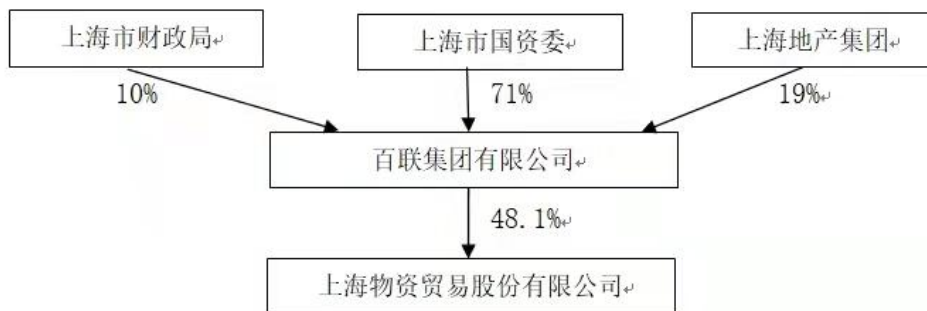 上海市财政局
上海市国资委
上海地产集团
10%
71%
19%
百联集团有限公司
48.1%
上海物资贸易股份有限公司